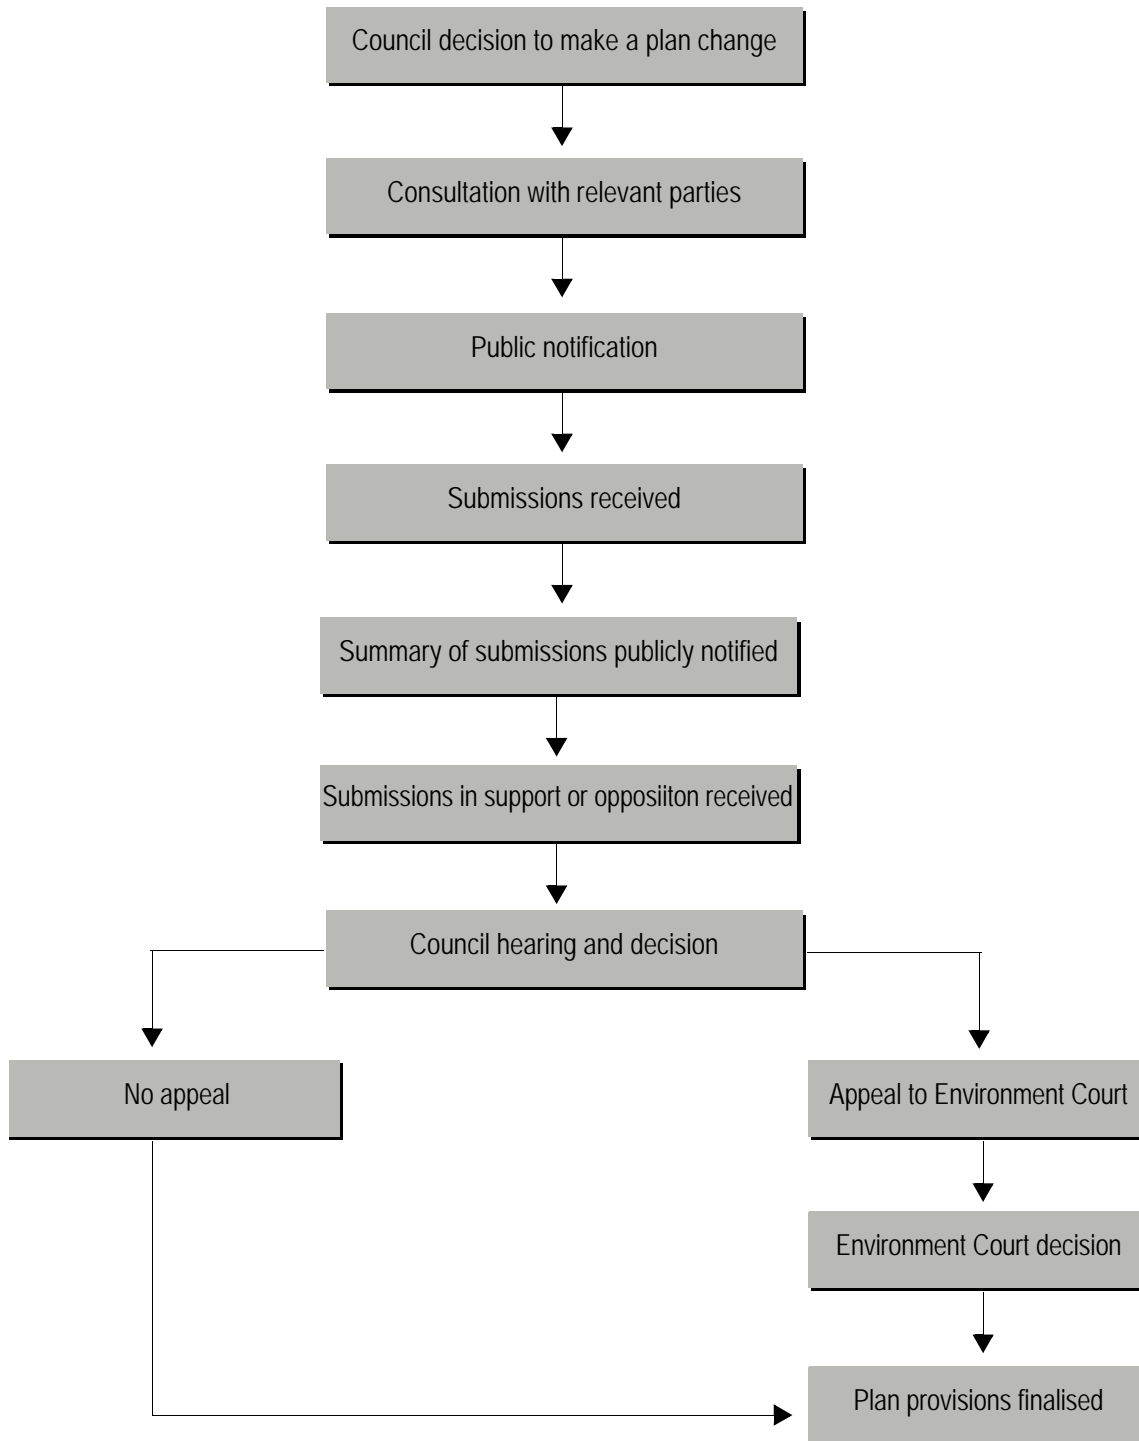 Council decision to make a plan change
Consultation with relevant parties
Public notification
Submissions received
Summary of submissions publicly notified
Submissions in support or opposiiton received
Council hearing and decision
No appeal
Appeal to Environment Court
Environment Court decision
Plan provisions finalised